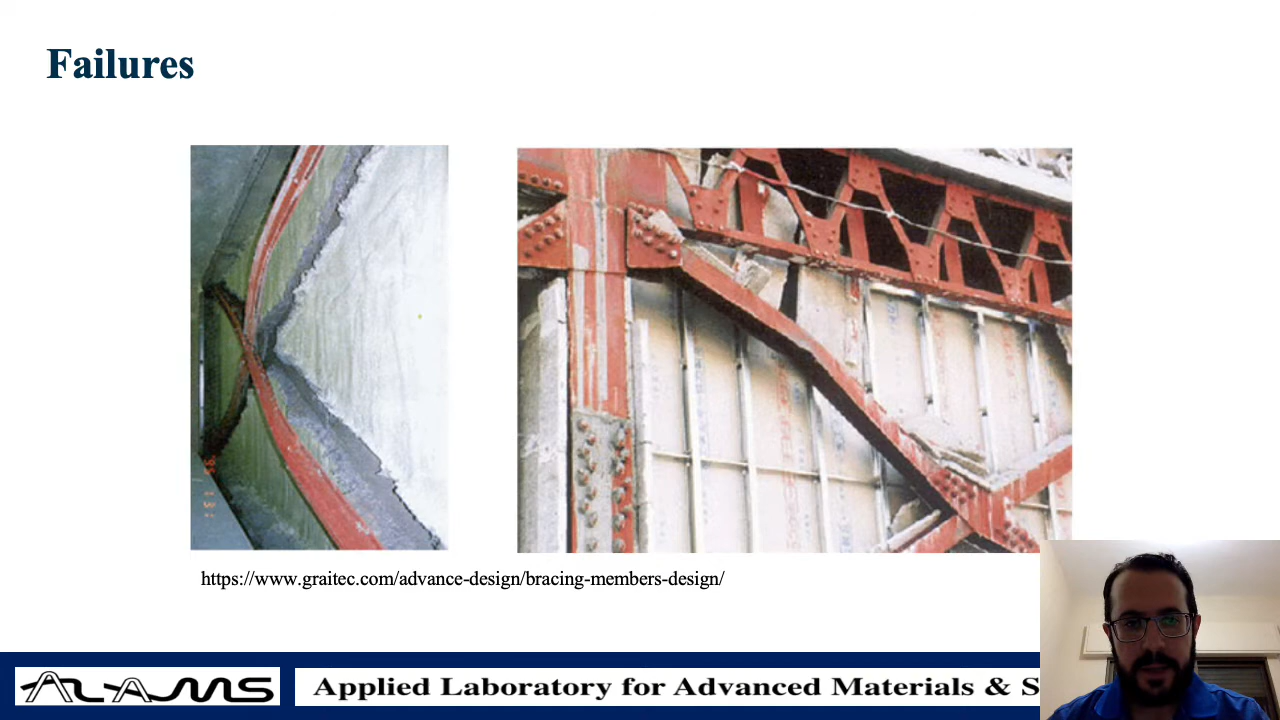 Failures
https://www.graitec.com/advance-design/bracing-members-design/
ALAMS
Applied Laboratory for Advanced Materials & S